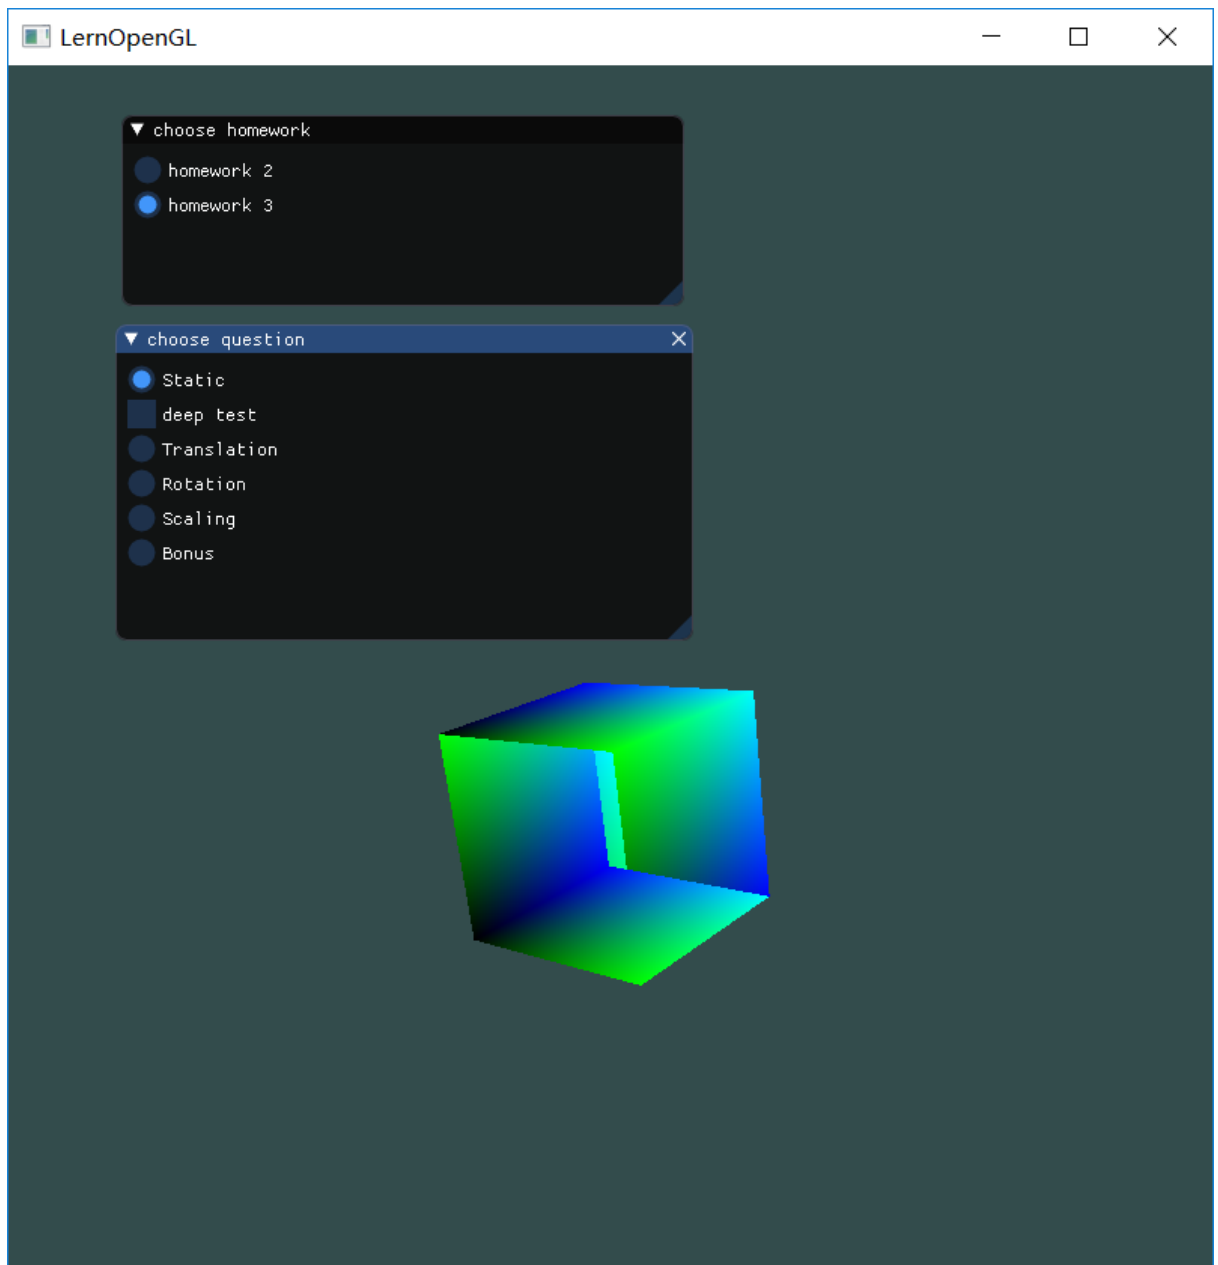 LernOpenGL
choose homework
homework 2
homework 3
choose question
Static
deep test
Translation
Rotation
Scaling
Bonus